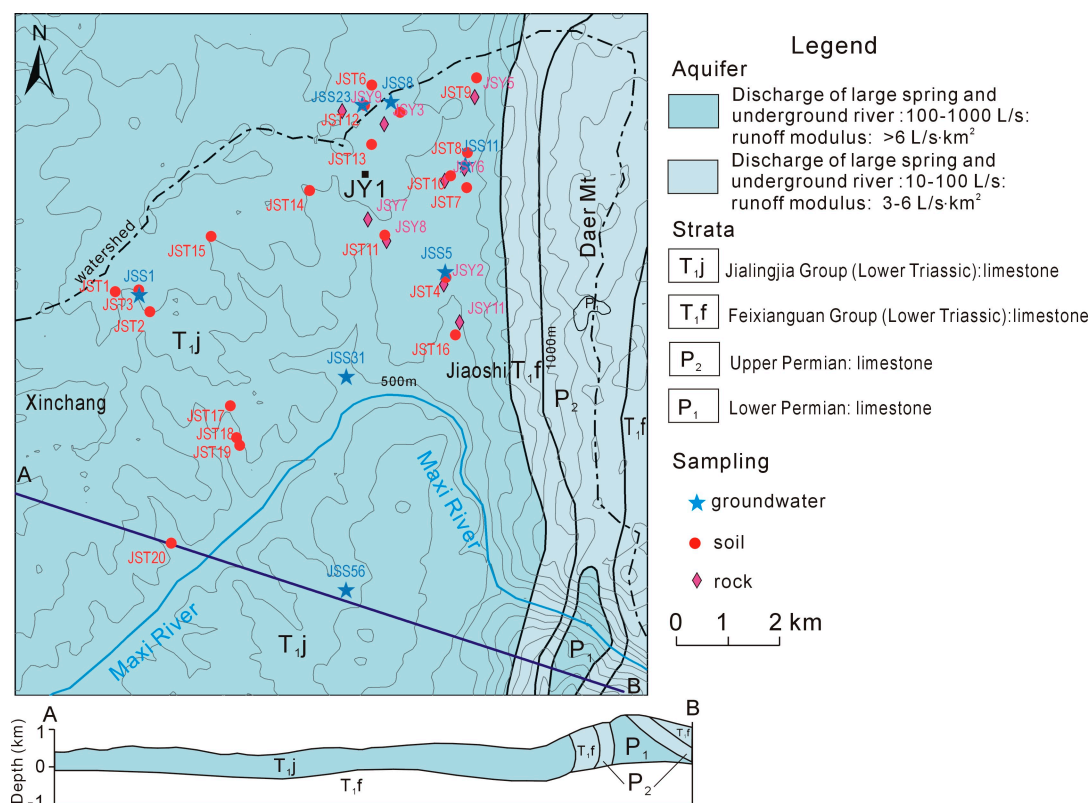 N
JST6
JSS8
JSY5
JSS23
JSY9
JST9
JSY3
JST12
JST13
JST8
JSS11
JSY6
JST10
JY1
JST7
JST14
JSY7
JSY8
JST11
JST15
watershed
Daer Mt
JSS5
JSS1
JSY2
JST1
JST4
JST3
JST2
P1
JSY11
T1j
JST16
1000m
JSS31
Jiaoshi
T1f
500m
P2
Xinchang
JST17
T1f
JST18
JST19
A
Maxi River
JST20
JSS56
Maxi River
T1j
P1
B
Legend
Aquifer
Discharge of large spring and
underground river :100-1000 L/s:
runoff modulus: >6 L/s·km²
Discharge of large spring and
underground river :10-100 L/s:
runoff modulus: 3-6 L/s·km²
Strata
T1j Jialingjia Group (Lower Triassic):limestone
T1f Feixianguan Group (Lower Triassic):limestone
P2 Upper Permian: limestone
P1 Lower Permian: limestone
Sampling
groundwater
soil
rock
0 1 2 km
A
B
Depth (km)
1
0
-1
T1j
T1f
T1f
P1
T1f
P2